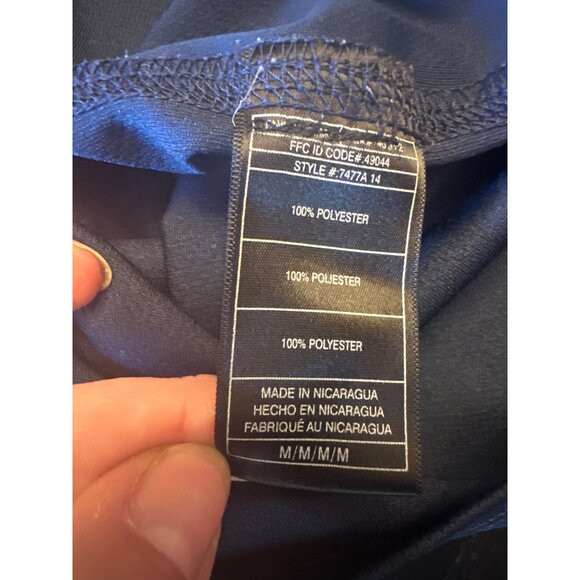 FFC ID CODE#:49044
STYLE #:7477A 14
100% POLYESTER
100% POLIESTER
100% POLYESTER
MADE IN NICARAGUA
HECHO EN NICARAGUA
FABRIQUÉ AU NICARAGUA
M/M/M/M